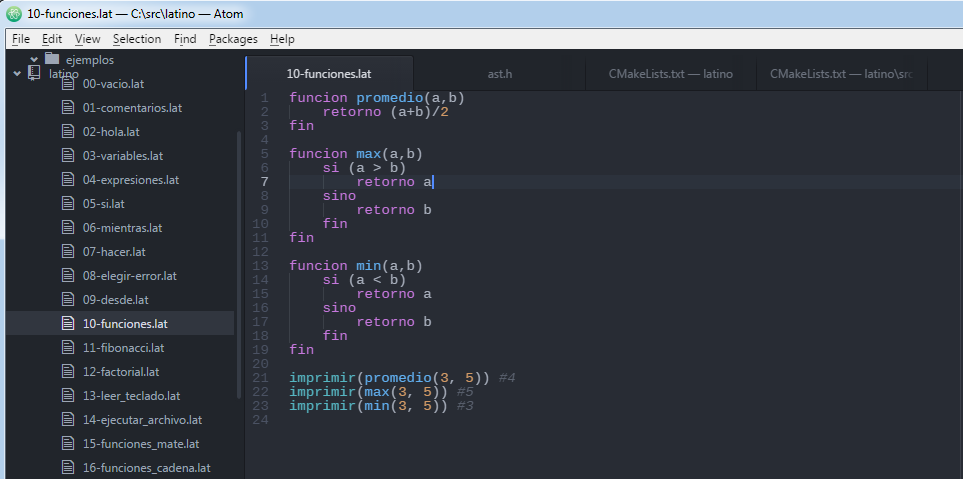 10-funciones.lat — C:\src\latino — Atom
File Edit View Selection Find Packages Help
ejemplos
latino
00-vacio.lat
01-comentarios.lat
02-hola.lat
03-variables.lat
04-expresiones.lat
05-si.lat
06-mientras.lat
07-hacer.lat
08-elegir-error.lat
09-desde.lat
10-funciones.lat
11-fibonacci.lat
12-factorial.lat
13-leer_teclado.lat
14-ejecutar_archivo.lat
15-funciones_mate.lat
16-funciones_cadena.lat
10-funciones.lat ast.h CMakeLists.txt — latino CMakeLists.txt — latino\src
1 funcion promedio(a,b)
2     retorno (a+b)/2
3 fin
4
5 funcion max(a,b)
6     si (a > b)
7         retorno a
8     sino
9         retorno b
10     fin
11 fin
12
13 funcion min(a,b)
14     si (a < b)
15         retorno a
16     sino
17         retorno b
18     fin
19 fin
20
21 imprimir(promedio(3, 5)) #4
22 imprimir(max(3, 5)) #5
23 imprimir(min(3, 5)) #3
24